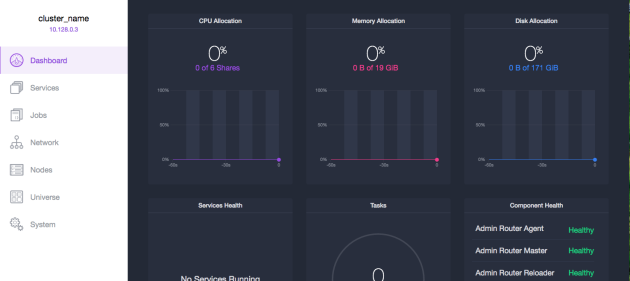 cluster_name
10.128.0.3
Dashboard
Services
Jobs
Network
Nodes
Universe
System
CPU Allocation
0%
0 of 6 Shares
100%
50%
0%
-60s
-30s
0
Memory Allocation
0%
0 B of 19 GiB
100%
50%
0%
-60s
-30s
0
Disk Allocation
0%
0 B of 171 GiB
100%
50%
0%
-60s
-30s
0
Services Health
No Services Running
Tasks
0
Component Health
Admin Router Agent Healthy
Admin Router Master Healthy
Admin Router Reloader Healthy